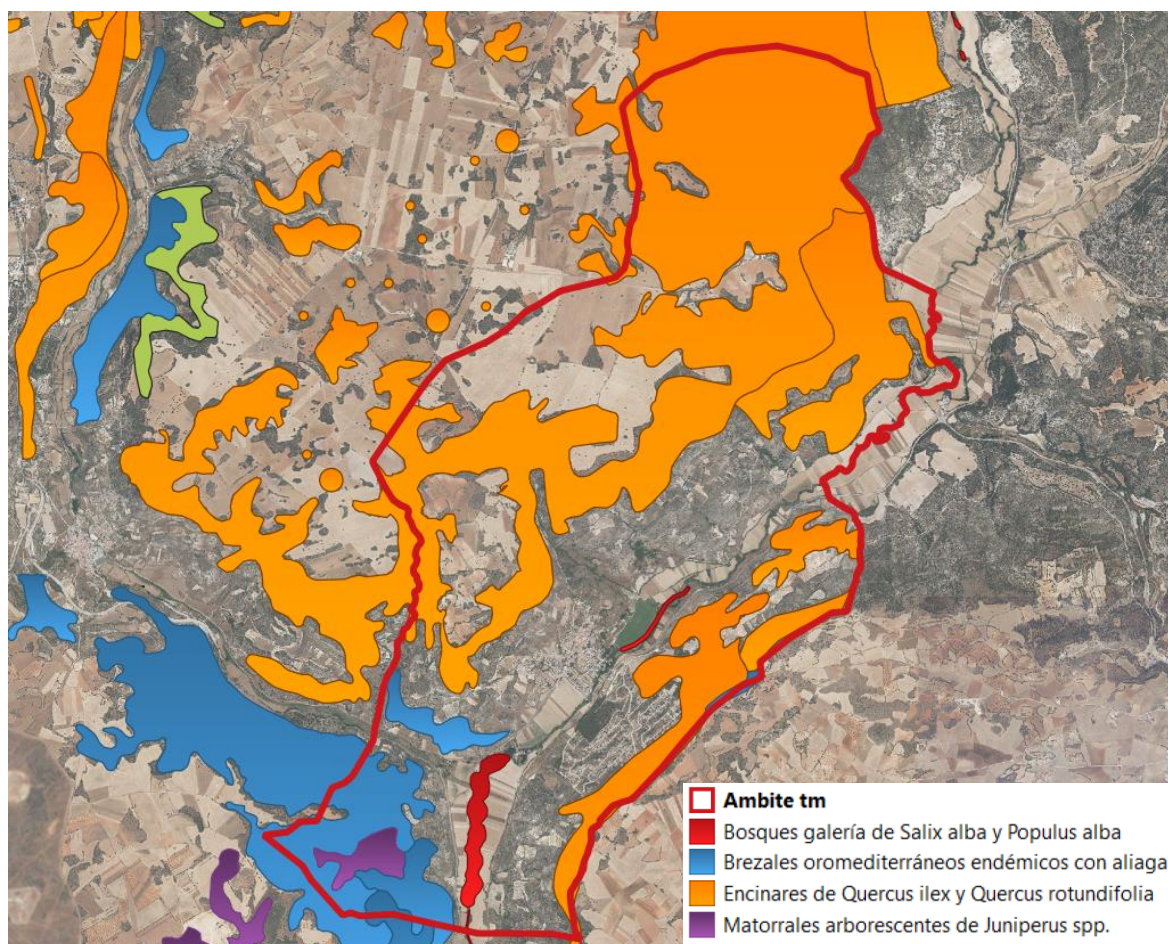 Ambite tm
Bosques galería de Salix alba y Populus alba
Brezales oromediterráneos endémicos con aliaga
Encinares de Quercus ilex y Quercus rotundifolia
Matorrales arborescentes de Juniperus spp.